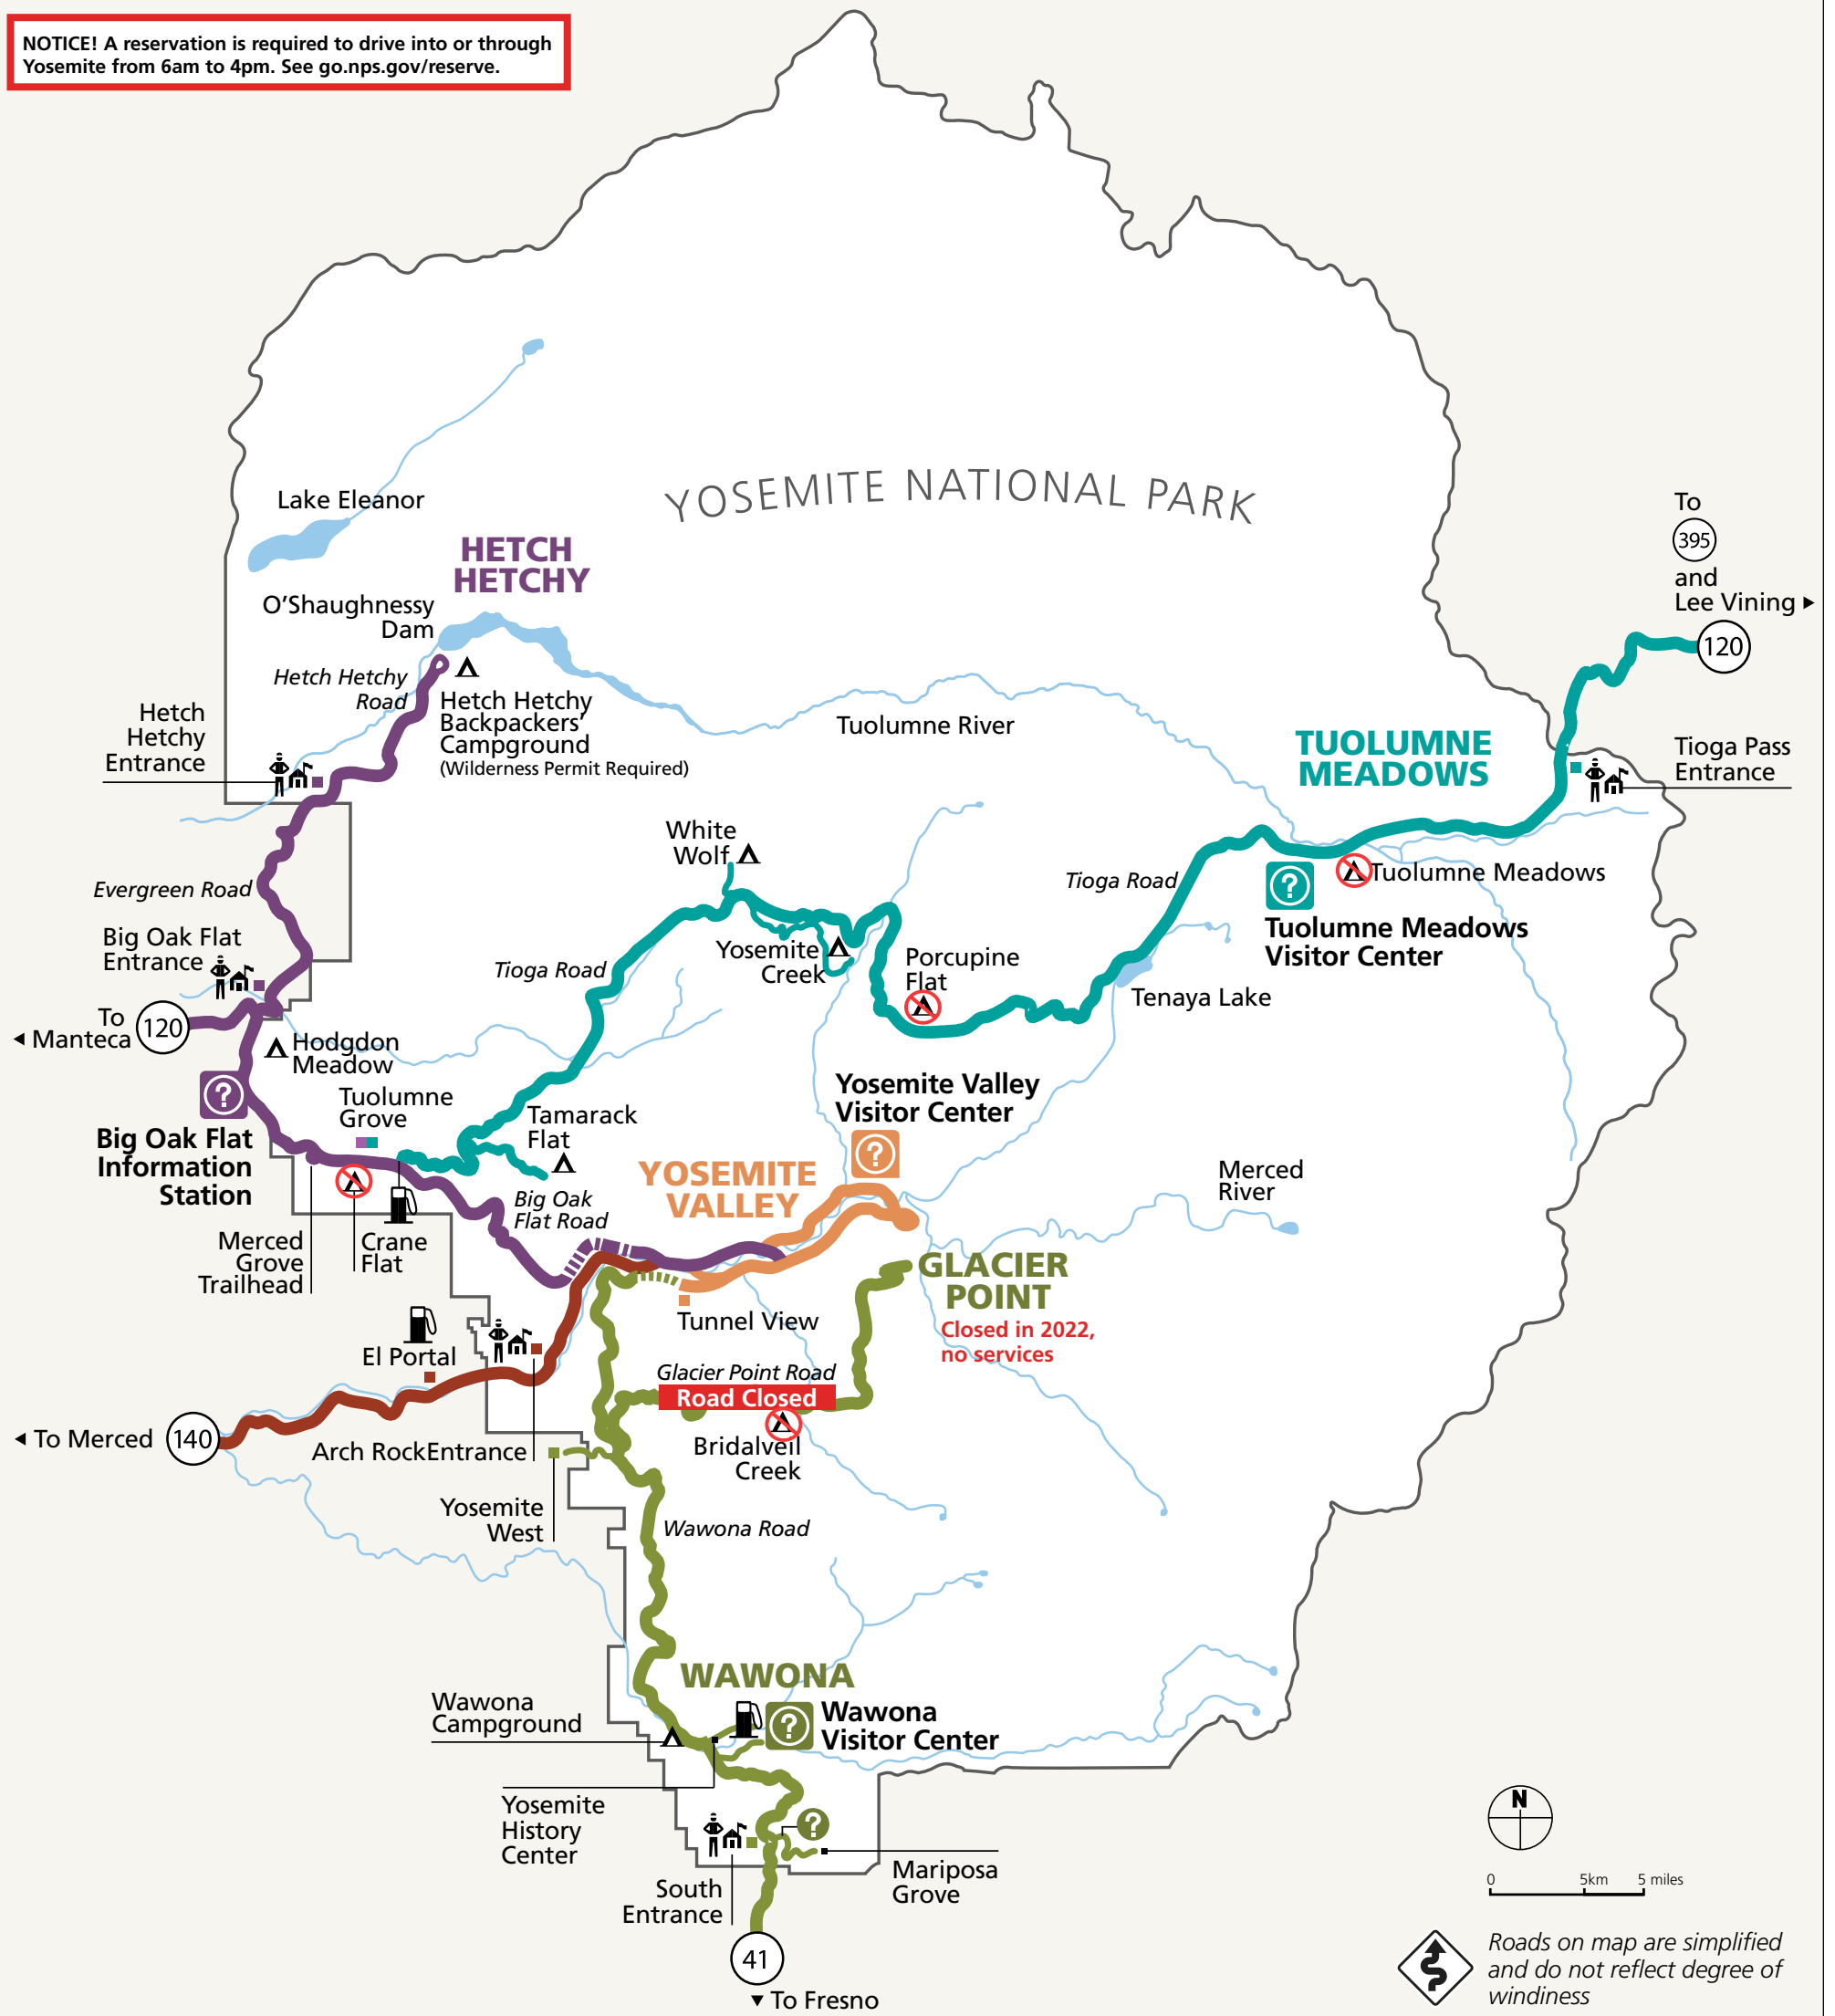 NOTICE! A reservation is required to drive into or through
Yosemite from 6am to 4pm. See go.nps.gov/reserve.
YOSEMITE NATIONAL PARK
Lake Eleanor
HETCH
HETCHY
O'Shaughnessy
Dam
Hetch Hetchy
Road
Hetch Hetchy
Backpackers'
Campground
(Wilderness Permit Required)
Hetch
Hetchy
Entrance
Tuolumne River
To
395
and
Lee Vining
120
TUOLUMNE
MEADOWS
Tioga Pass
Entrance
White
Wolf
Tioga Road
Tuolumne Meadows
?
Tuolumne Meadows
Visitor Center
Evergreen Road
Big Oak Flat
Entrance
Tioga Road
Yosemite
Creek
Porcupine
Flat
Tenaya Lake
To
Manteca
120
Hodgdon
Meadow
?
Big Oak Flat
Information
Station
Tuolumne
Grove
Tamarack
Flat
Yosemite Valley
Visitor Center
?
YOSEMITE
VALLEY
Big Oak
Flat Road
Merced
River
Merced
Grove
Trailhead
Crane
Flat
GLACIER
POINT
Closed in 2022,
no services
Tunnel View
El Portal
Glacier Point Road
Road Closed
Bridalveil
Creek
To Merced
140
Arch RockEntrance
Yosemite
West
Wawona Road
WAWONA
Wawona
Campground
?
Wawona
Visitor Center
Yosemite
History
Center
?
Mariposa
Grove
South
Entrance
41
To Fresno
N
0
5km
5 miles
Roads on map are simplified
and do not reflect degree of
windiness